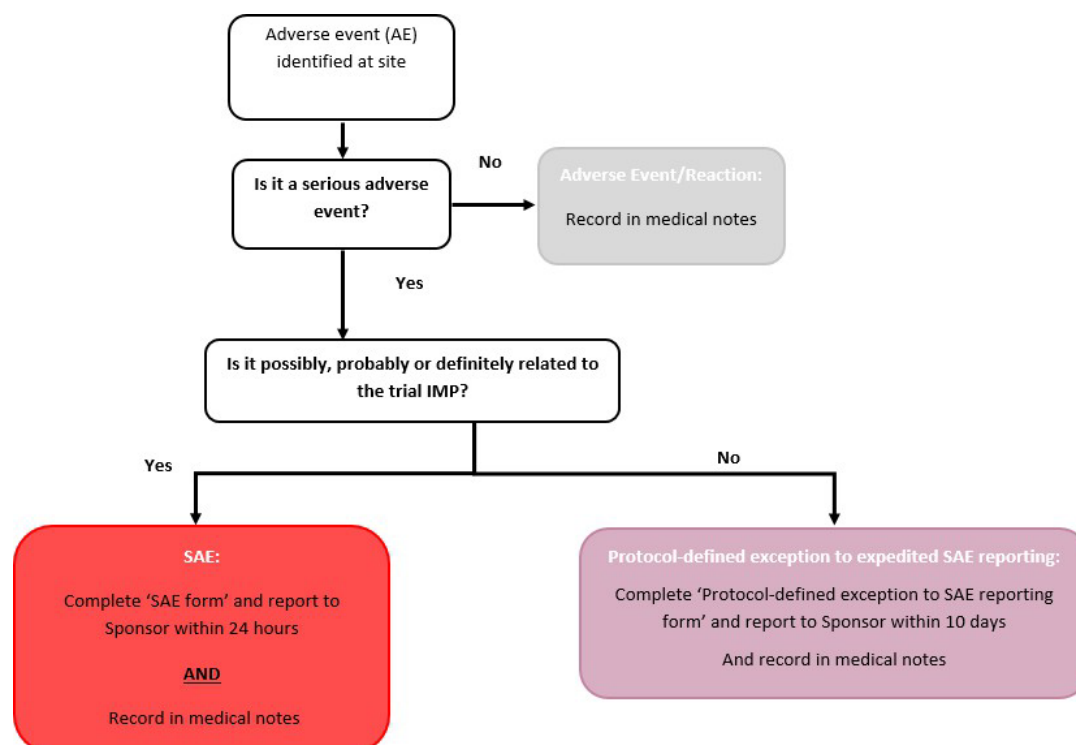 Adverse event (AE)
identified at site
No
Is it a serious adverse
event?
Adverse Event/Reaction:
Record in medical notes
Yes
Is it possibly, probably or definitely related to
the trial IMP?
Yes
No
SAE:
Complete ‘SAE form’ and report to
Sponsor within 24 hours
AND
Record in medical notes
Protocol-defined exception to expedited SAE reporting:
Complete ‘Protocol-defined exception to SAE reporting
form’ and report to Sponsor within 10 days
And record in medical notes